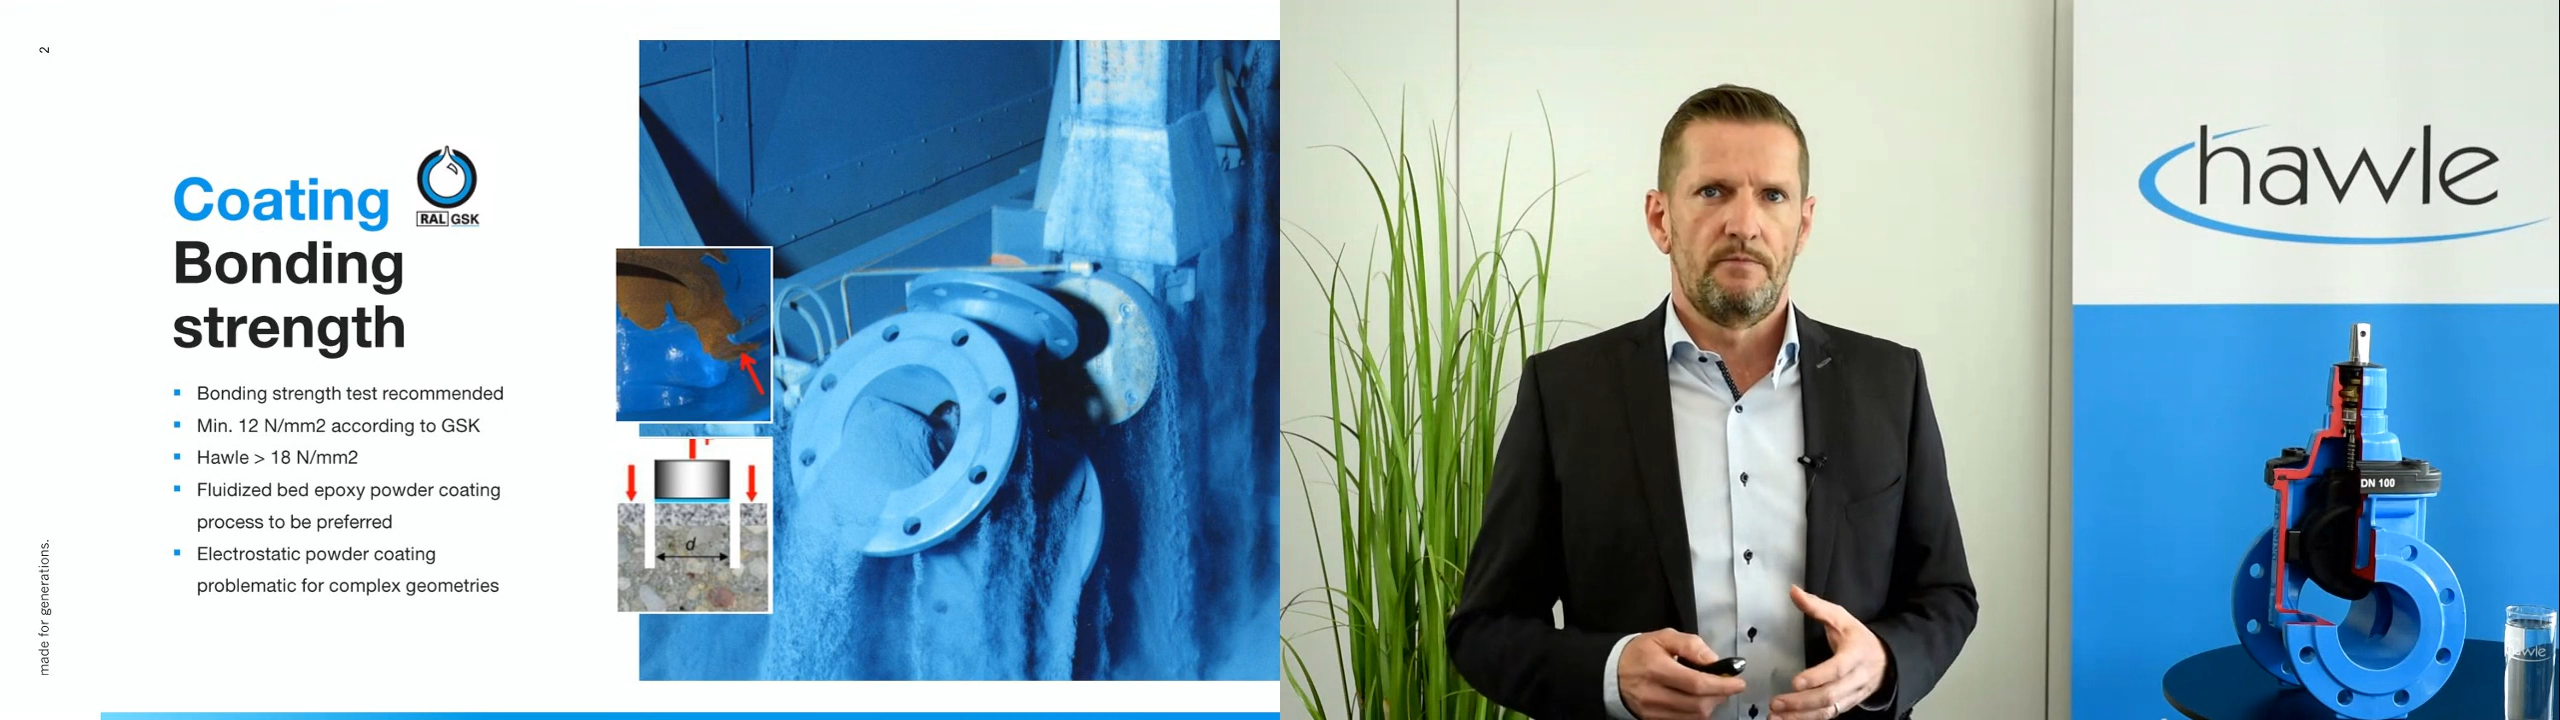 2
Coating
RAL GSK
Bonding
strength
Bonding strength test recommended
Min. 12 N/mm2 according to GSK
Hawle > 18 N/mm2
Fluidized bed epoxy powder coating
process to be preferred
Electrostatic powder coating
problematic for complex geometries
made for generations.
d
hawle
DN 100
hawle